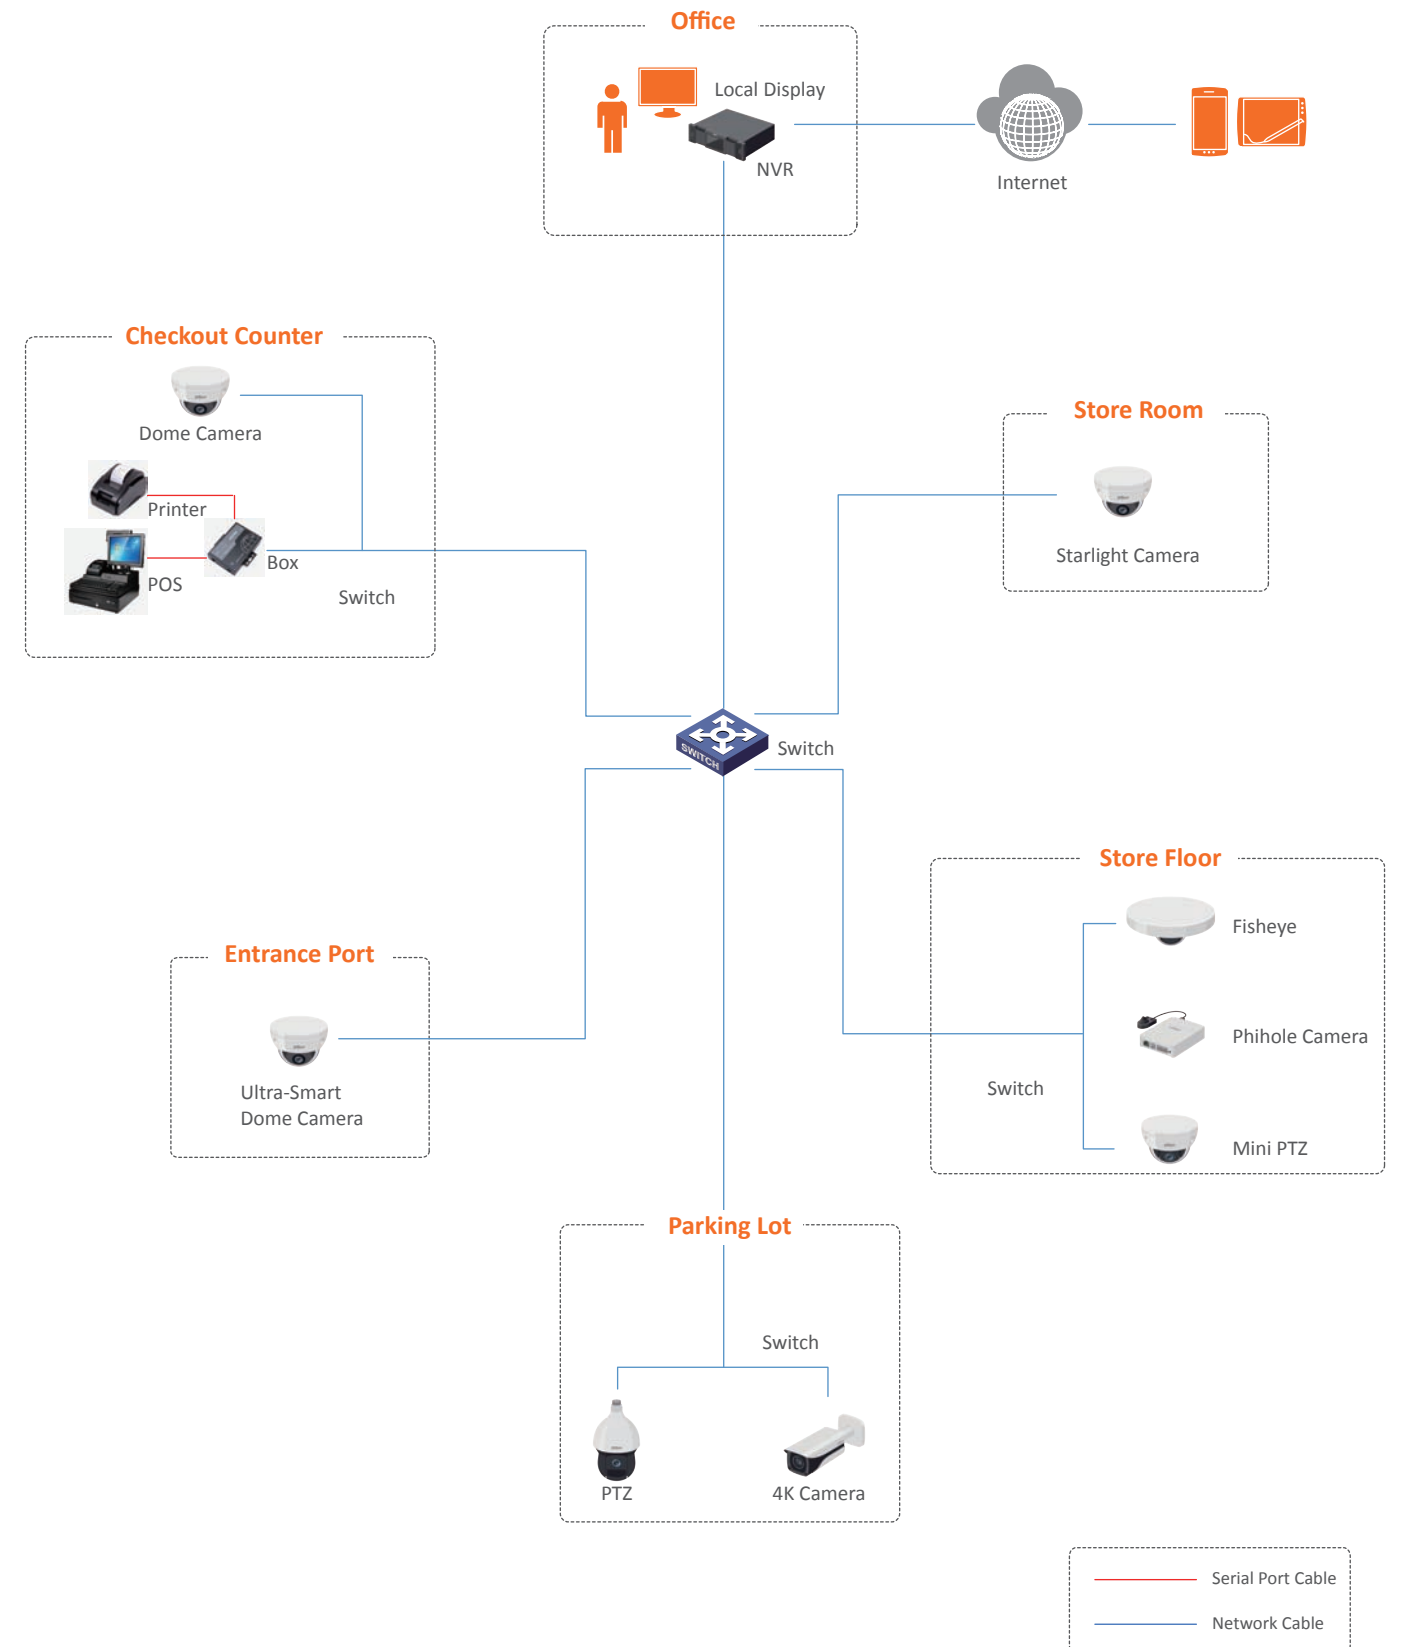 Office
Local Display
NVR
Internet
Checkout Counter
Dome Camera
Printer
Box
POS
Switch
Store Room
Starlight Camera
SWITCH
Switch
Store Floor
Fisheye
Phihole Camera
Switch
Mini PTZ
Entrance Port
Ultra-Smart
Dome Camera
Parking Lot
Switch
PTZ
4K Camera
Serial Port Cable
Network Cable